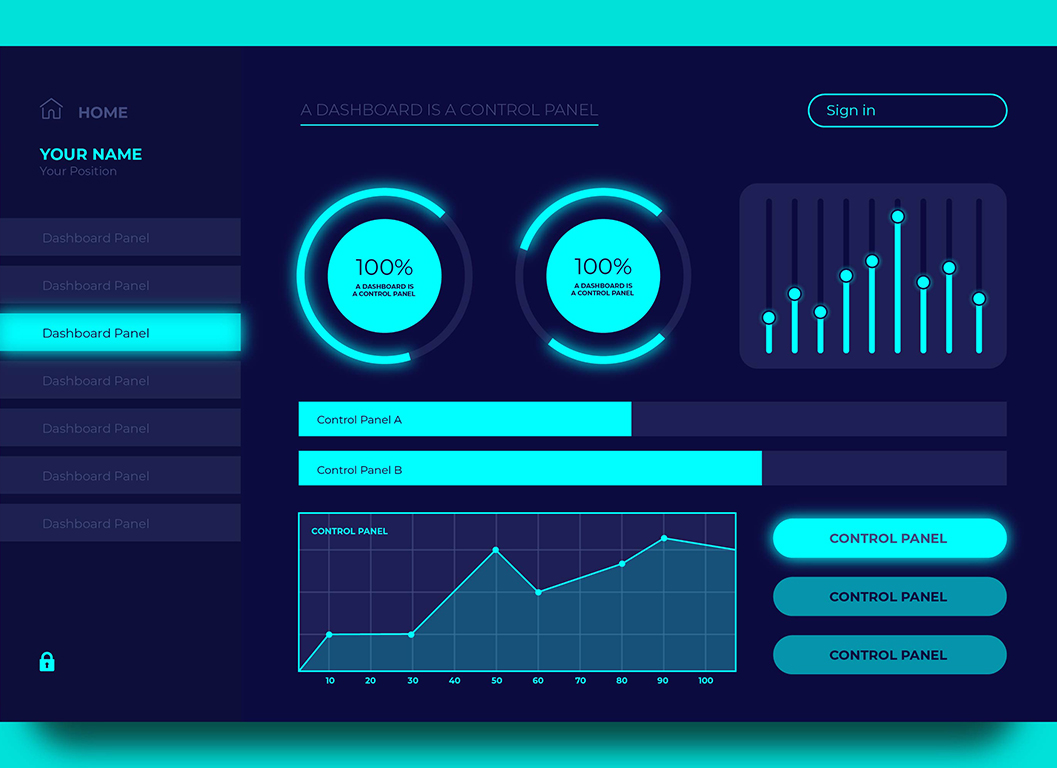 HOME
YOUR NAME
Your Position
Dashboard Panel
Dashboard Panel
Dashboard Panel
Dashboard Panel
Dashboard Panel
Dashboard Panel
Dashboard Panel
A DASHBOARD IS A CONTROL PANEL
Sign in
100%
A DASHBOARD IS
A CONTROL PANEL
100%
A DASHBOARD IS
A CONTROL PANEL
Control Panel A
Control Panel B
CONTROL PANEL
10 20 30 40 50 60 70 80 90 100
CONTROL PANEL
CONTROL PANEL
CONTROL PANEL